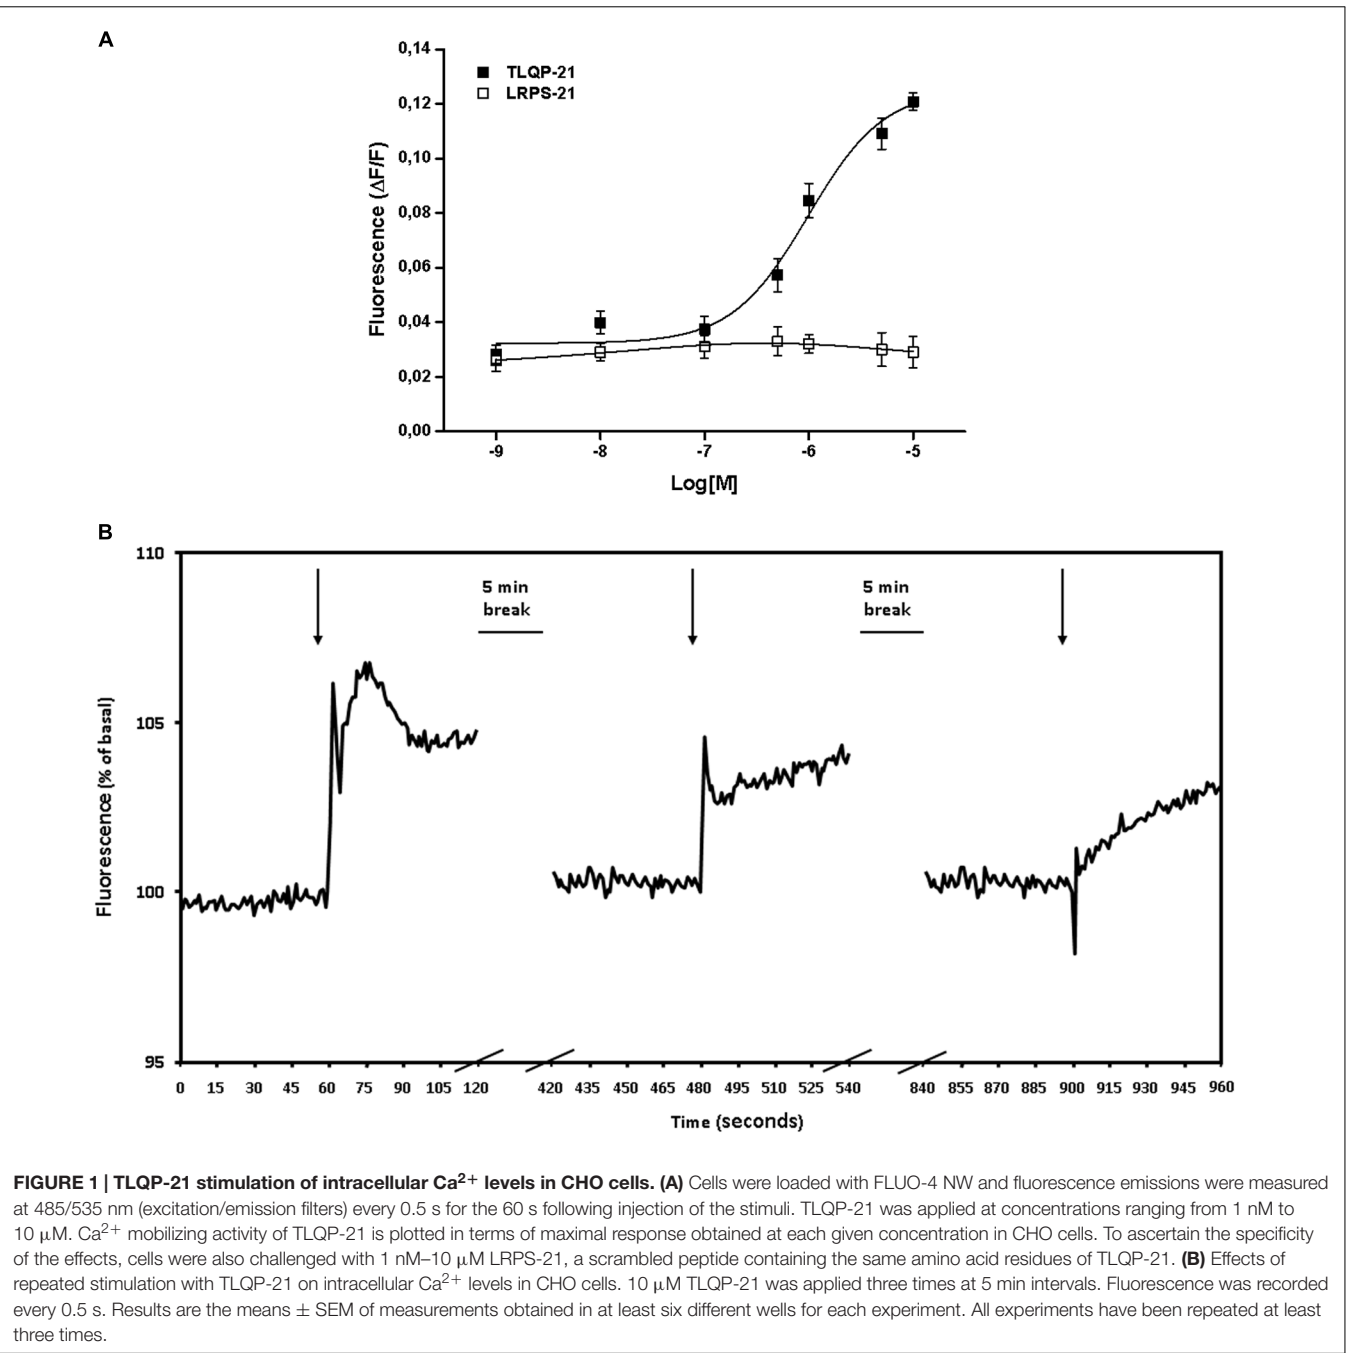 A
0,14
0,12
0,10
0,08
0,06
0,04
0,02
0,00
Fluorescence (ΔF/F)
TLQP-21
LRPS-21
-9 -8 -7 -6 -5
Log[M]
B
110
105
100
95
Fluorescence (% of basal)
5 min
break
5 min
break
0 15 30 45 60 75 90 105 120 420 435 450 465 480 495 510 525 540 840 855 870 885 900 915 930 945 960
Time (seconds)
FIGURE 1 | TLQP-21 stimulation of intracellular Ca²⁺ levels in CHO cells. (A) Cells were loaded with FLUO-4 NW and fluorescence emissions were measured
at 485/535 nm (excitation/emission filters) every 0.5 s for the 60 s following injection of the stimuli. TLQP-21 was applied at concentrations ranging from 1 nM to
10 μM. Ca²⁺ mobilizing activity of TLQP-21 is plotted in terms of maximal response obtained at each given concentration in CHO cells. To ascertain the specificity
of the effects, cells were also challenged with 1 nM–10 μM LRPS-21, a scrambled peptide containing the same amino acid residues of TLQP-21. (B) Effects of
repeated stimulation with TLQP-21 on intracellular Ca²⁺ levels in CHO cells. 10 μM TLQP-21 was applied three times at 5 min intervals. Fluorescence was recorded
every 0.5 s. Results are the means ± SEM of measurements obtained in at least six different wells for each experiment. All experiments have been repeated at least
three times.